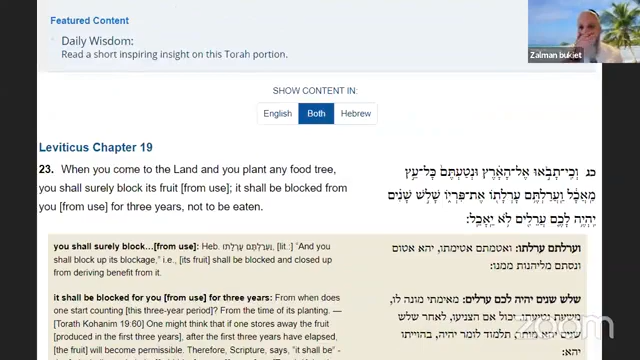 Featured Content
Daily Wisdom:
Read a short inspiring insight on this Torah portion.
Zalman bukiet
SHOW CONTENT IN:
English Both Hebrew
Leviticus Chapter 19
23. When you come to the Land and you plant any food tree,
you shall surely block its fruit [from use]; it shall be blocked from
you [from use] for three years, not to be eaten.
כג. וְכִי־תָבֹ֣אוּ אֶל־הָאָ֗רֶץ וּנְטַעְתֶּם֙ כָּל־עֵ֣ץ
מַֽאֲכָ֔ל וַֽעֲרַלְתֶּ֥ם עָרְלָת֖וֹ אֶת־פִּרְי֑וֹ שָׁלֹ֣שׁ שָׁנִ֗ים
יִֽהְיֶ֥ה לָכֶ֛ם עֲרֵלִ֖ים לֹ֥א יֵֽאָכֵֽל:
you shall surely block…[from use]: Heb. וַעֲרַלְתֶּם עָרְלָתוֹ, [lit.:] “And you
shall block up its blockage,” i.e., [its fruit] shall be blocked and closed up
from deriving benefit from it.
וערלתם ערלתו: ואטמתם אטימתו, יהא אטום
ונסתם מליהנות ממנו:
it shall be blocked for you [from use] for three years: From when does
one start counting [this three-year period]? From the time of its planting. —
[Torath Kohanim 19:60] One might think that if one stores away the fruit
[produced in the first three years], after the first three years have elapsed,
[the fruit] will become permissible. Therefore, Scripture, says, “it shall be” -
שלש שנים יהיה לכם ערלים: מאימתי מונה לו,
משעת נטיעתו. יכול אם הצניעו, לאחר שלש
שנים יהא מותר, תלמוד לומר יהיה, בהוייתו
יהא:
zoom